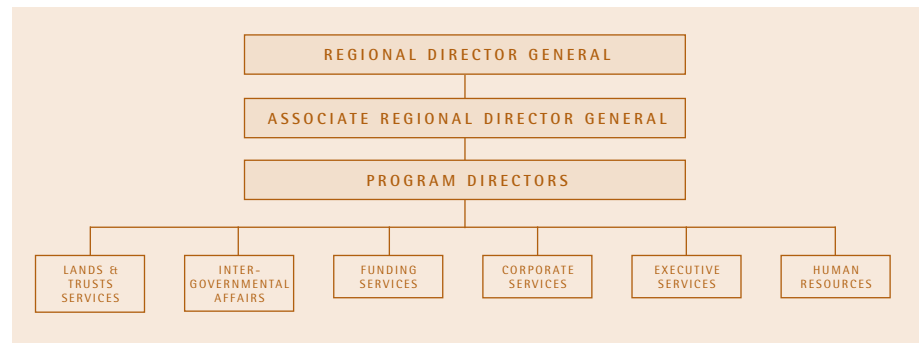 REGIONAL DIRECTOR GENERAL
ASSOCIATE REGIONAL DIRECTOR GENERAL
PROGRAM DIRECTORS
LANDS &
TRUSTS
SERVICES
INTER-
GOVERNMENTAL
AFFAIRS
FUNDING
SERVICES
CORPORATE
SERVICES
EXECUTIVE
SERVICES
HUMAN
RESOURCES